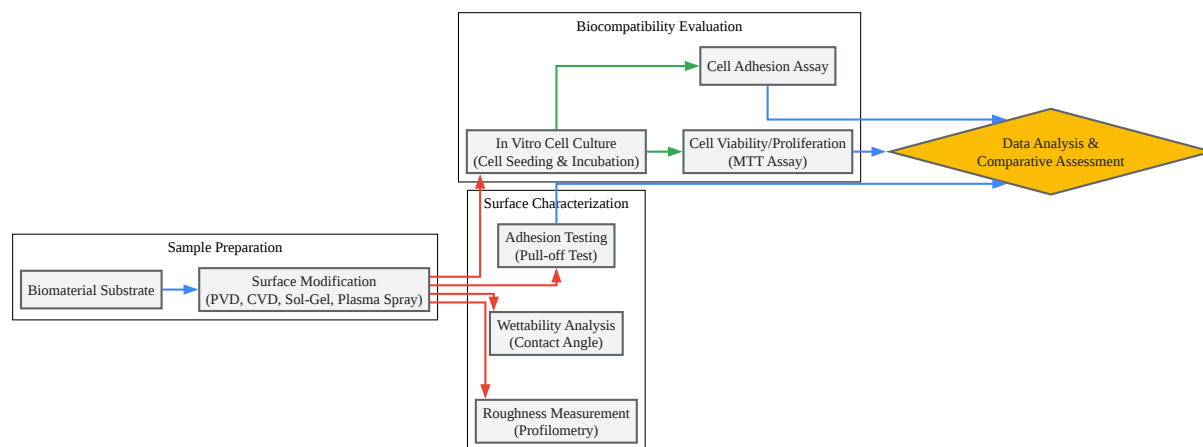 Biocompatibility Evaluation
Cell Adhesion Assay
In Vitro Cell Culture
(Cell Seeding & Incubation)
Cell Viability/Proliferation
(MTT Assay)
Data Analysis &
Comparative Assessment
Surface Characterization
Adhesion Testing
(Pull-off Test)
Sample Preparation
Biomaterial Substrate
Surface Modification
(PVD, CVD, Sol-Gel, Plasma Spray)
Wettability Analysis
(Contact Angle)
Roughness Measurement
(Profilometry)